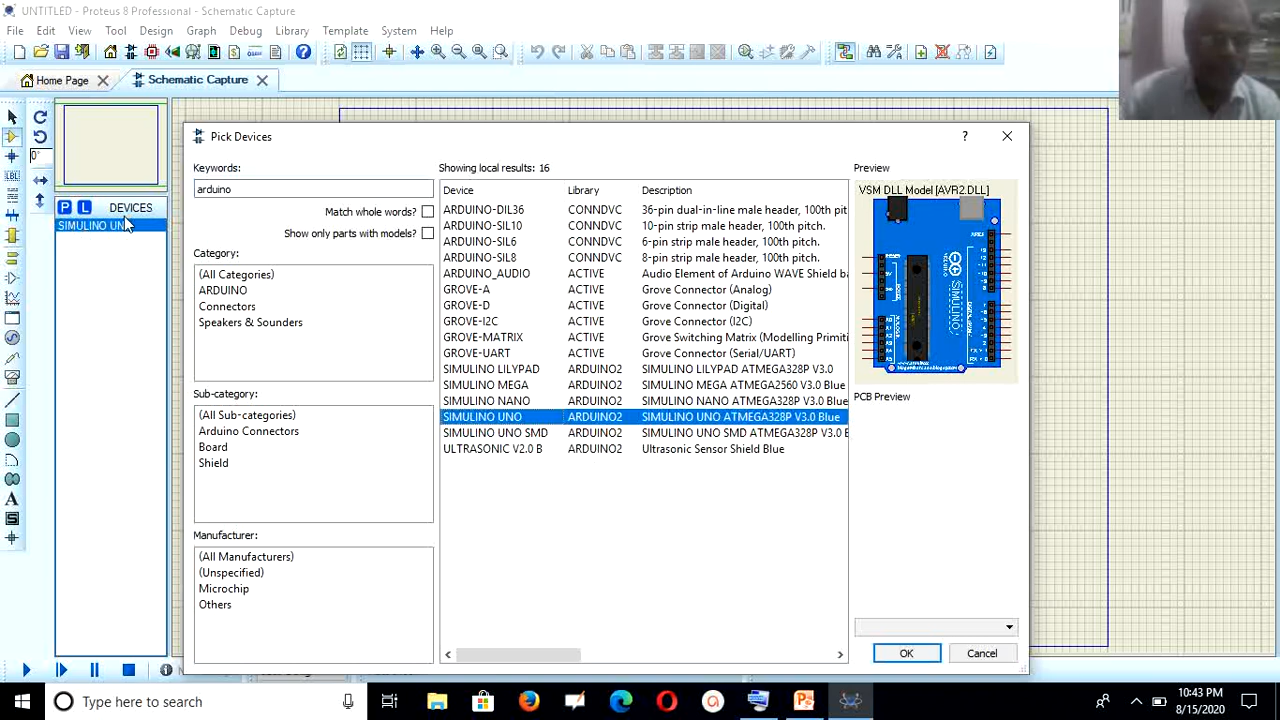 UNTITLED - Proteus 8 Professional - Schematic Capture
File Edit View Tool Design Graph Debug Library Template System Help
Home Page Schematic Capture
0°
P L DEVICES
SIMULINO UN
Pick Devices
? 
Keywords:
arduino
Match whole words?
Show only parts with models?
Category:
(All Categories)
ARDUINO
Connectors
Speakers & Sounders
Sub-category:
(All Sub-categories)
Arduino Connectors
Board
Shield
Manufacturer:
(All Manufacturers)
(Unspecified)
Microchip
Others
Showing local results: 16
Device Library Description
ARDUINO-DIL36 CONNDVC 36-pin dual-in-line male header, 100th pit
ARDUINO-SIL10 CONNDVC 10-pin strip male header, 100th pitch.
ARDUINO-SIL6 CONNDVC 6-pin strip male header, 100th pitch.
ARDUINO-SIL8 CONNDVC 8-pin strip male header, 100th pitch.
ARDUINO_AUDIO ACTIVE Audio Element of Arduino WAVE Shield ba
GROVE-A ACTIVE Grove Connector (Analog)
GROVE-D ACTIVE Grove Connector (Digital)
GROVE-I2C ACTIVE Grove Connector (I2C)
GROVE-MATRIX ACTIVE Grove Switching Matrix (Modelling Primiti
GROVE-UART ACTIVE Grove Connector (Serial/UART)
SIMULINO LILYPAD ARDUINO2 SIMULINO LILYPAD ATMEGA328P V3.0
SIMULINO MEGA ARDUINO2 SIMULINO MEGA ATMEGA2560 V3.0 Blue
SIMULINO NANO ARDUINO2 SIMULINO NANO ATMEGA328P V3.0 Blue
SIMULINO UNO ARDUINO2 SIMULINO UNO ATMEGA328P V3.0 Blue
SIMULINO UNO SMD ARDUINO2 SIMULINO UNO SMD ATMEGA328P V3.0 B
ULTRASONIC V2.0 B ARDUINO2 Ultrasonic Sensor Shield Blue
Preview
VSM DLL Model [AVR2.DLL]
SIMULINO
PCB Preview
OK Cancel
Type here to search
10:43 PM
8/15/2020